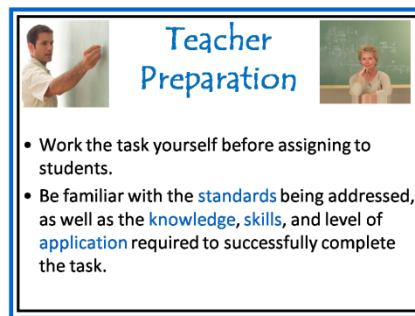 Teacher
Preparation
• Work the task yourself before assigning to
students.
• Be familiar with the standards being addressed,
as well as the knowledge, skills, and level of
application required to successfully complete
the task.